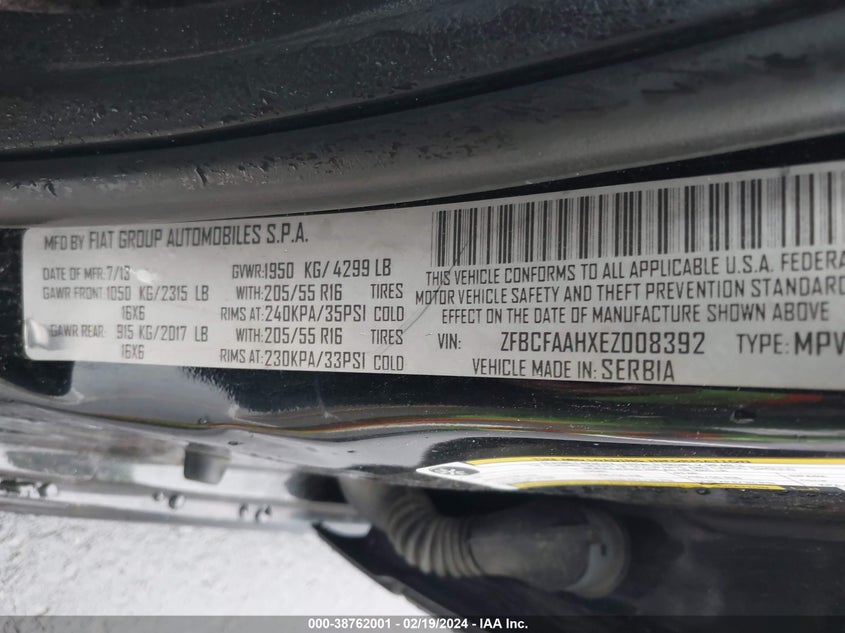 MFD BY FIAT GROUP AUTOMOBILES S.P.A.
DATE OF MFR.7/13 GVWR:1950 KG/ 4299 LB
GAWR FRONT:1050 KG/2315 LB WITH:205/55 R16 TIRES
16X6 RIMS AT:240KPA/35PSI COLD
GAWR REAR: 915 KG/2017 LB WITH:205/55 R16 TIRES
16X6 RIMS AT:230KPA/33PSI COLD
THIS VEHICLE CONFORMS TO ALL APPLICABLE U.S.A. FEDERA
MOTOR VEHICLE SAFETY AND THEFT PREVENTION STANDARD
EFFECT ON THE DATE OF MANUFACTURE SHOWN ABOVE
VIN: ZFBCFAAHXEZ008392 TYPE: MPV
VEHICLE MADE IN: SERBIA
000-38762001 - 02/19/2024 - IAA Inc.